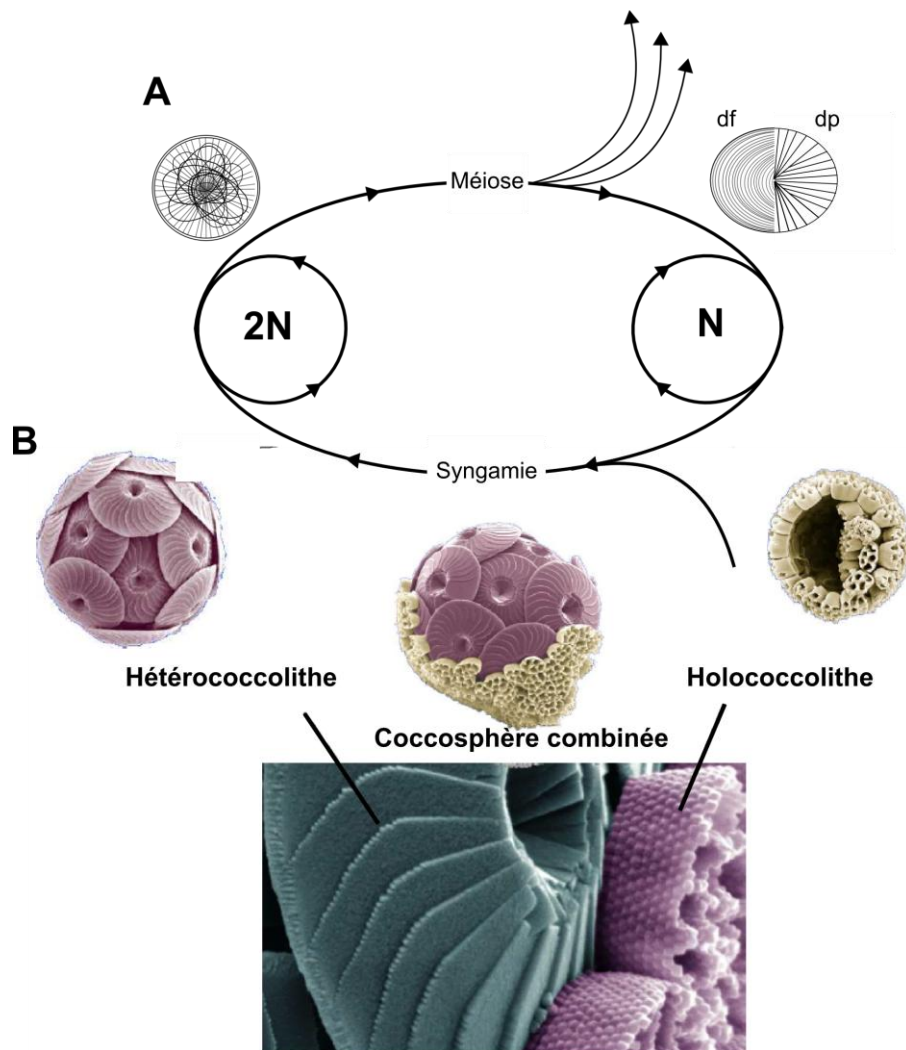 A
df dp
Méiose
2N N
B
Syngamie
Hétérococcolithe Holococcolithe
Coccosphère combinée